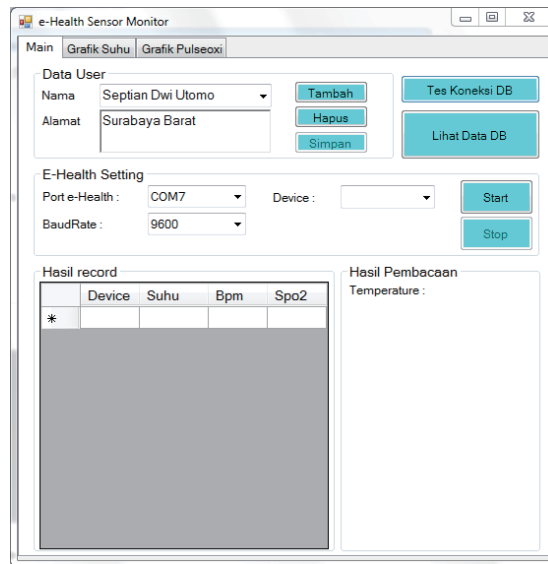 e-Health Sensor Monitor
Main Grafik Suhu Grafik Pulseoxi
Data User
Nama Septian Dwi Utomo Tambah Tes Koneksi DB
Alamat Surabaya Barat Hapus
Simpan Lihat Data DB
E-Health Setting
Port e-Health : COM7 Device : Start
BaudRate : 9600 Stop
Hasil record Hasil Pembacaan
Device Suhu Bpm Spo2 Temperature :